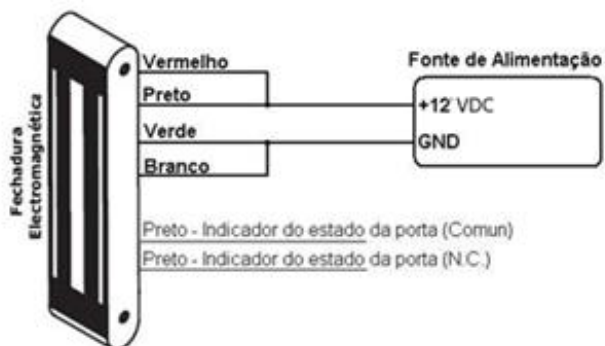 Fechadura
Electromagnética
Vermelho
Preto
Verde
Branco
Preto - Indicador do estado da porta (Comun)
Preto - Indicador do estado da porta (N.C.)
Fonte de Alimentação
+12 VDC
GND